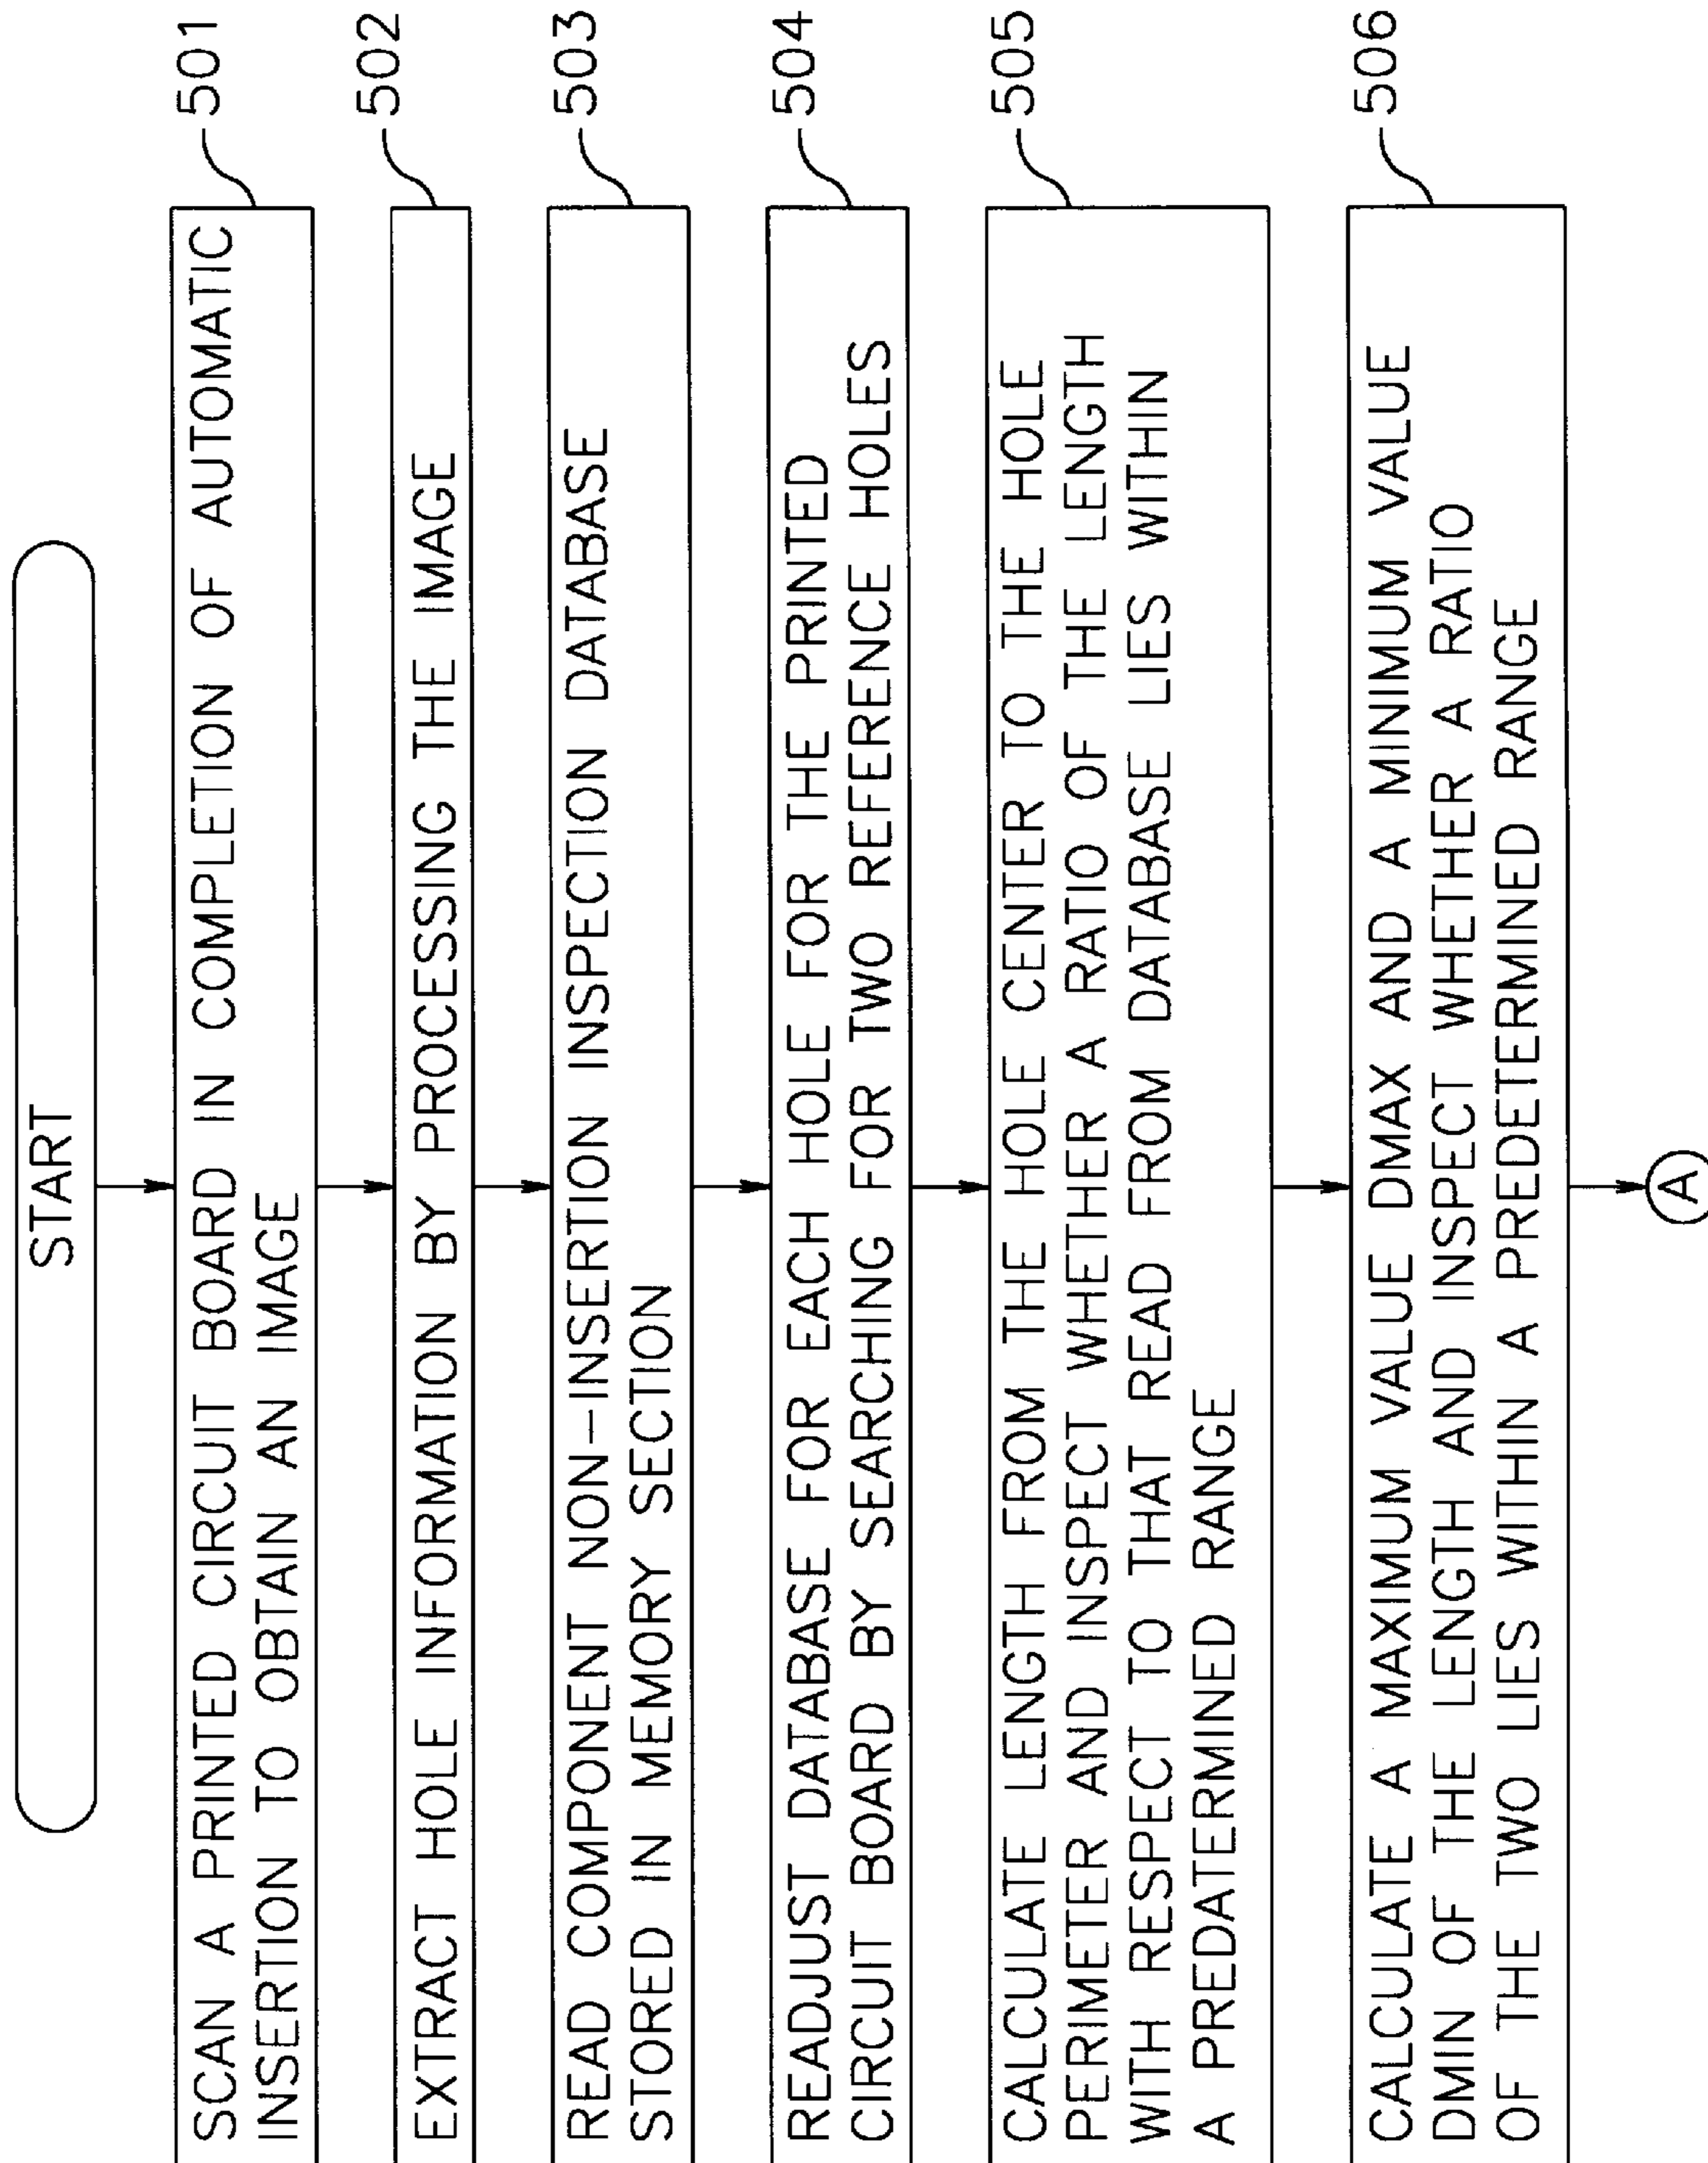 START
SCAN A PRINTED CIRCUIT BOARD IN COMPLETION OF AUTOMATIC
INSERTION TO OBTAIN AN IMAGE
501
EXTRACT HOLE INFORMATION BY PROCESSING THE IMAGE
502
READ COMPONENT NON-INSERTION INSPECTION DATABASE
STORED IN MEMORY SECTION
503
READJUST DATABASE FOR EACH HOLE FOR THE PRINTED
CIRCUIT BOARD BY SEARCHING FOR TWO REFERENCE HOLES
504
CALCULATE LENGTH FROM THE HOLE CENTER TO THE HOLE
PERIMETER AND INSPECT WHETHER A RATIO OF THE LENGTH
WITH RESPECT TO THAT READ FROM DATABASE LIES WITHIN
A PREDATERMINED RANGE
505
CALCULATE A MAXIMUM VALUE DMAX AND A MINIMUM VALUE
DMIN OF THE LENGTH AND INSPECT WHETHER A RATIO
OF THE TWO LIES WITHIN A PREDETERMINED RANGE
506
A